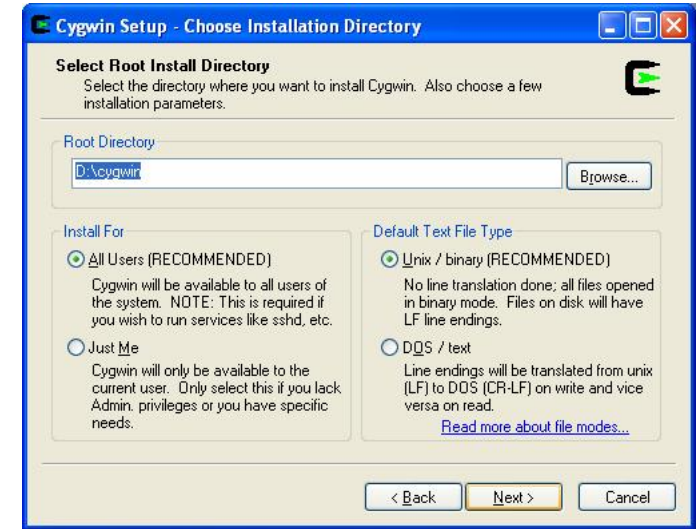 Cygwin Setup - Choose Installation Directory
Select Root Install Directory
Select the directory where you want to install Cygwin. Also choose a few
installation parameters.
Root Directory
D:\cygwin
Browse...
Install For
All Users (RECOMMENDED)
Cygwin will be available to all users of
the system. NOTE: This is required if
you wish to run services like sshd, etc.
Just Me
Cygwin will only be available to the
current user. Only select this if you lack
Admin. privileges or you have specific
needs.
Default Text File Type
Unix / binary (RECOMMENDED)
No line translation done; all files opened
in binary mode. Files on disk will have
LF line endings.
DOS / text
Line endings will be translated from unix
(LF) to DOS (CR-LF) on write and vice
versa on read.
Read more about file modes...
< Back
Next >
Cancel